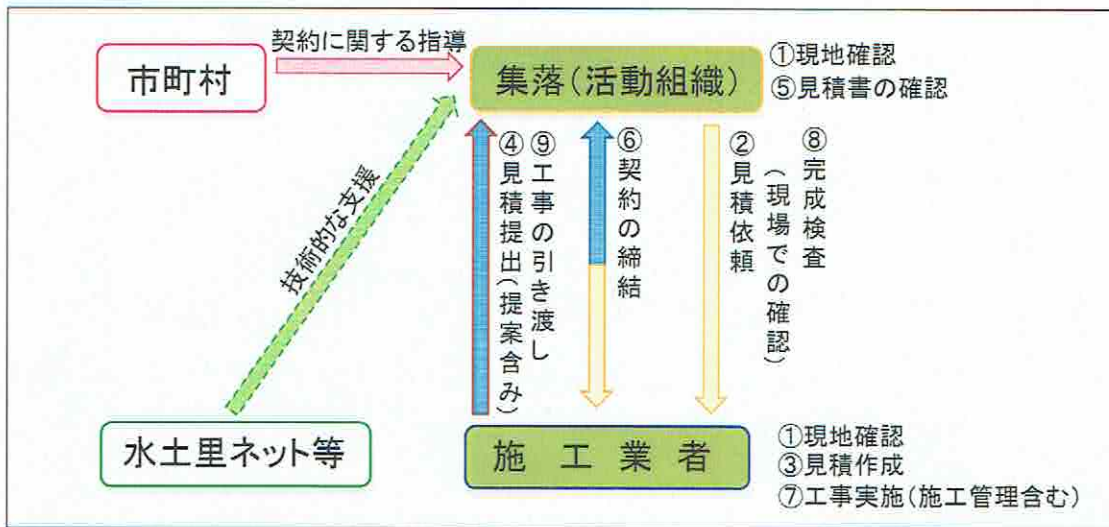 契約に関する指導
市町村
集落(活動組織)
①現地確認
⑤見積書の確認
技術的な支援
④見積提出(提案含み)
⑨工事の引き渡し
⑥契約の締結
②見積依頼
⑧完成検査
(現場での確認)
水土里ネット等
施工業者
①現地確認
③見積作成
⑦工事実施(施工管理含む)